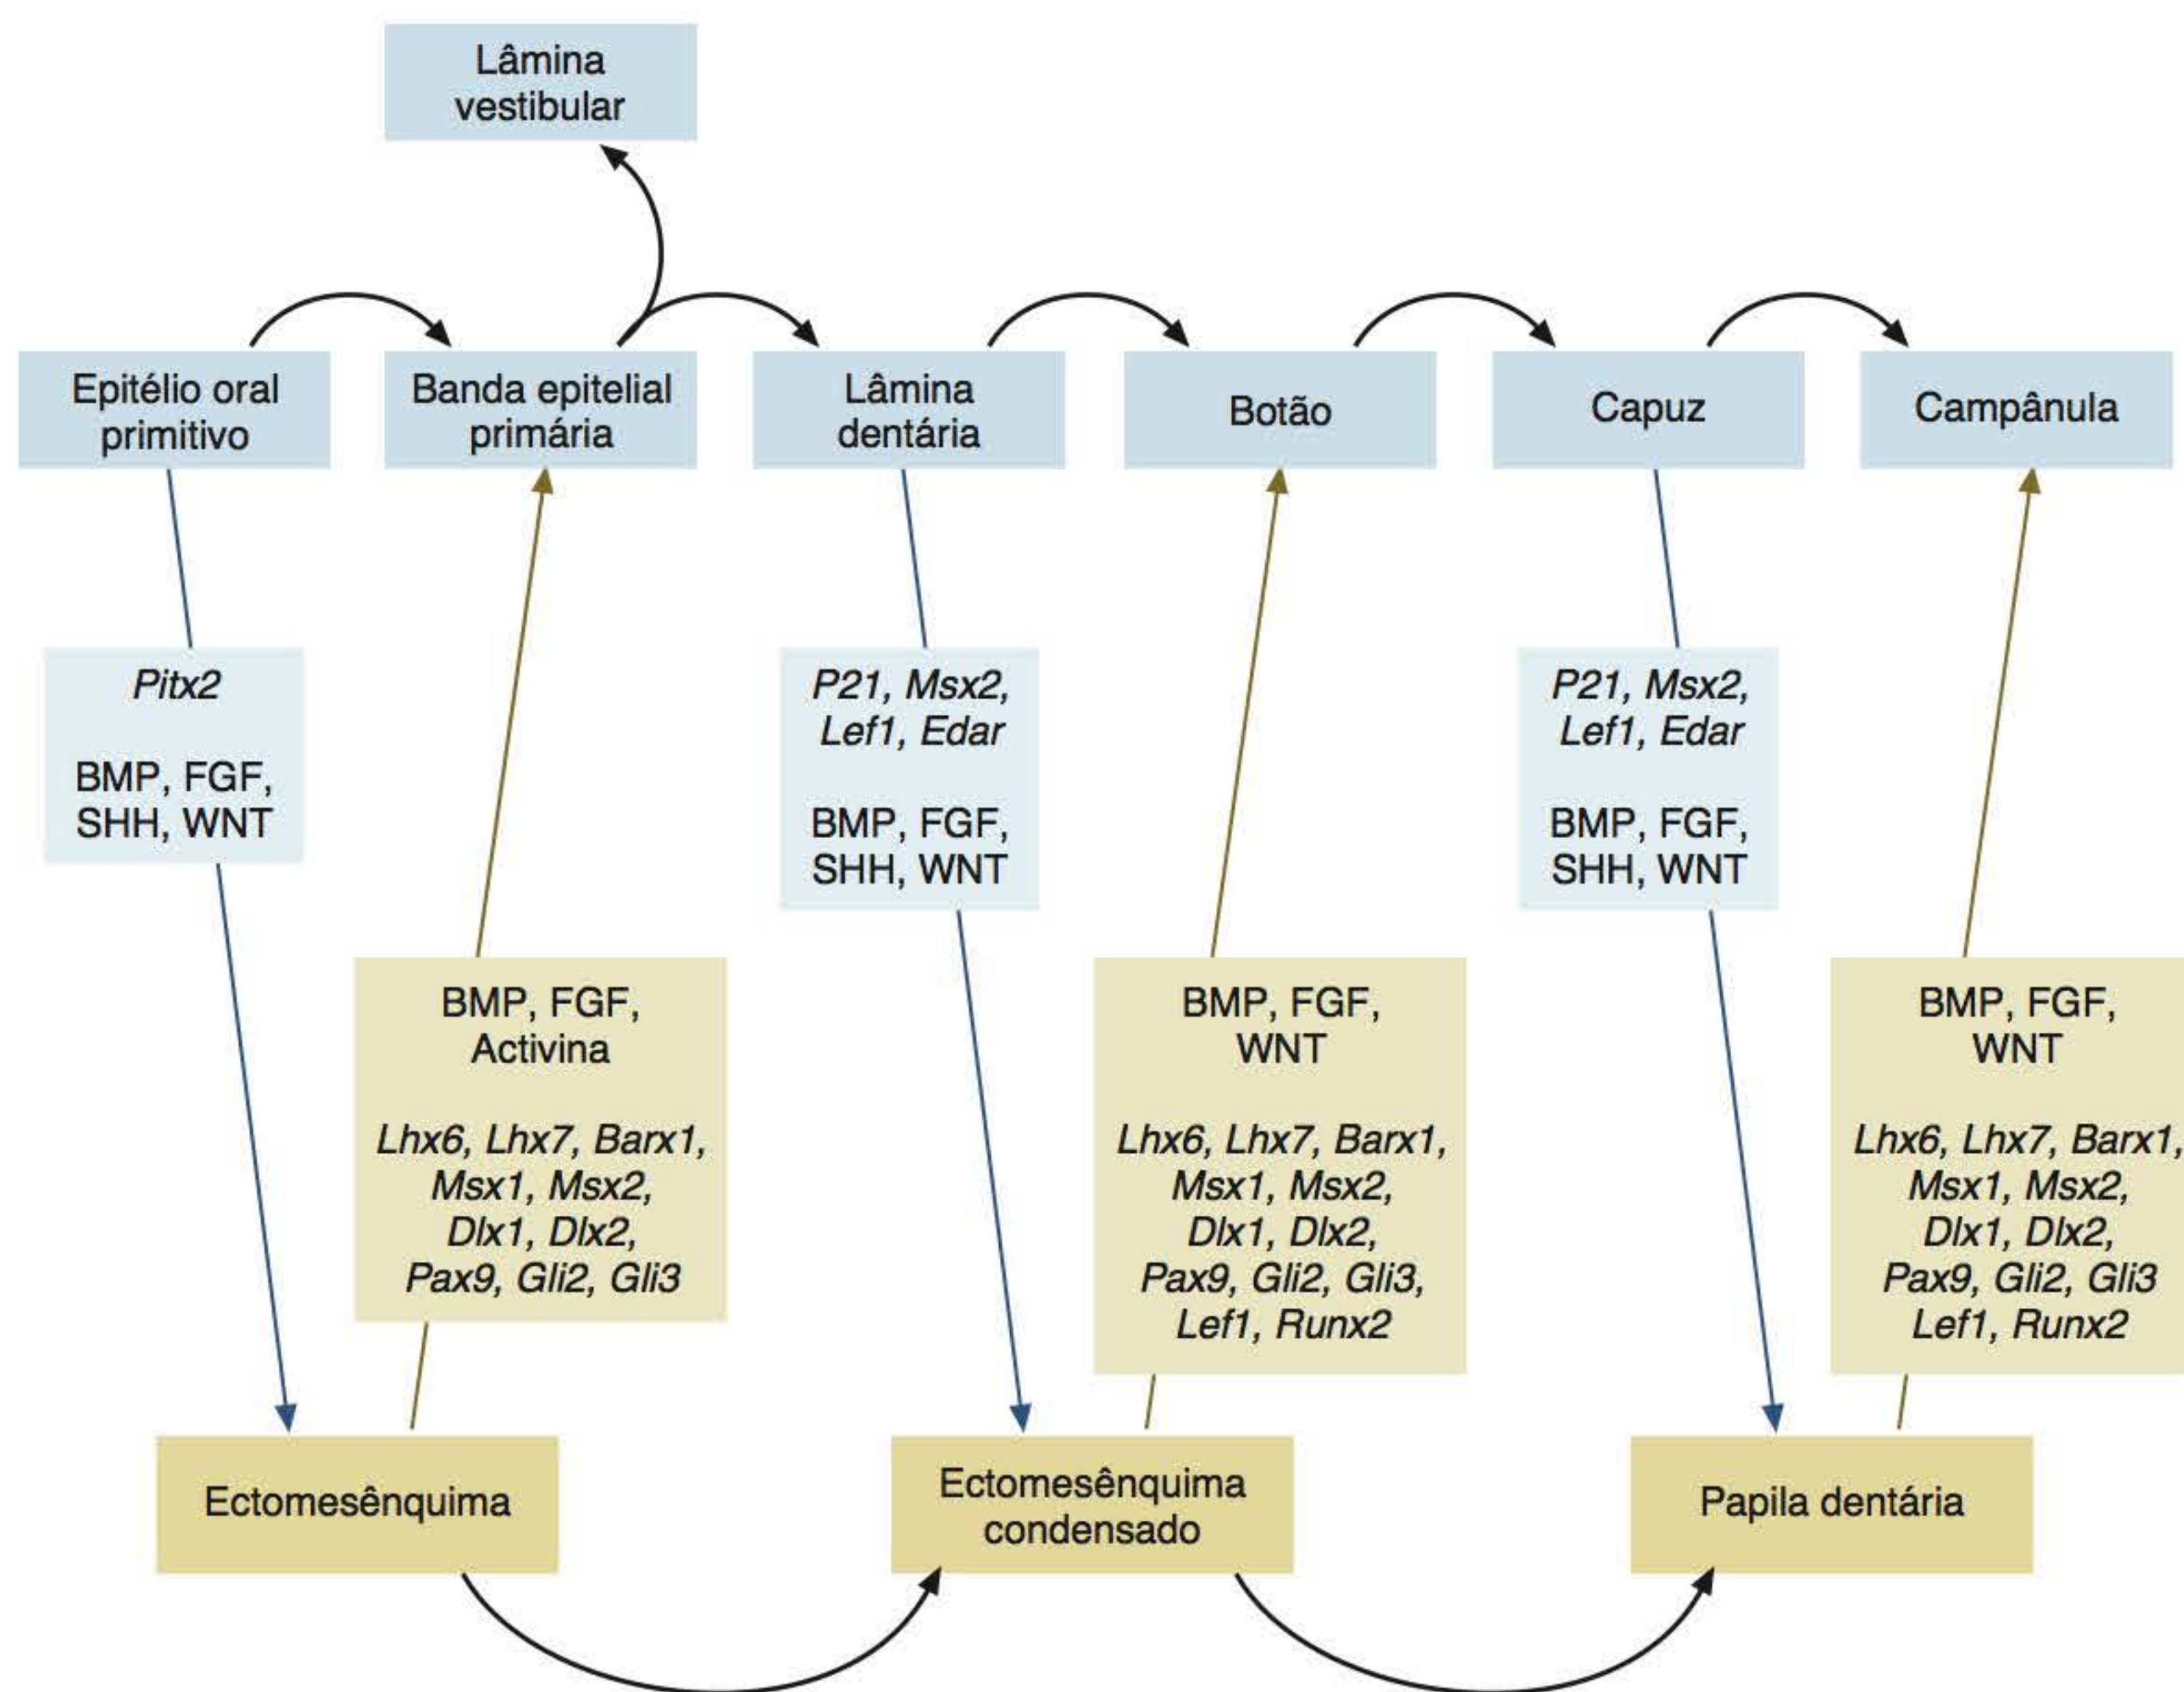 Lâmina
vestibular
Epitélio oral
primitivo
Banda epitelial
primária
Lâmina
dentária
Botão
Capuz
Campânula
Pitx2
BMP, FGF,
SHH, WNT
P21, Msx2,
Lef1, Edar
BMP, FGF,
SHH, WNT
P21, Msx2,
Lef1, Edar
BMP, FGF,
SHH, WNT
BMP, FGF,
Activina
Lhx6, Lhx7, Barx1,
Msx1, Msx2,
Dlx1, Dlx2,
Pax9, Gli2, Gli3
BMP, FGF,
WNT
Lhx6, Lhx7, Barx1,
Msx1, Msx2,
Dlx1, Dlx2,
Pax9, Gli2, Gli3,
Lef1, Runx2
BMP, FGF,
WNT
Lhx6, Lhx7, Barx1,
Msx1, Msx2,
Dlx1, Dlx2,
Pax9, Gli2, Gli3
Lef1, Runx2
Ectomesênquima
Ectomesênquima
condensado
Papila dentária